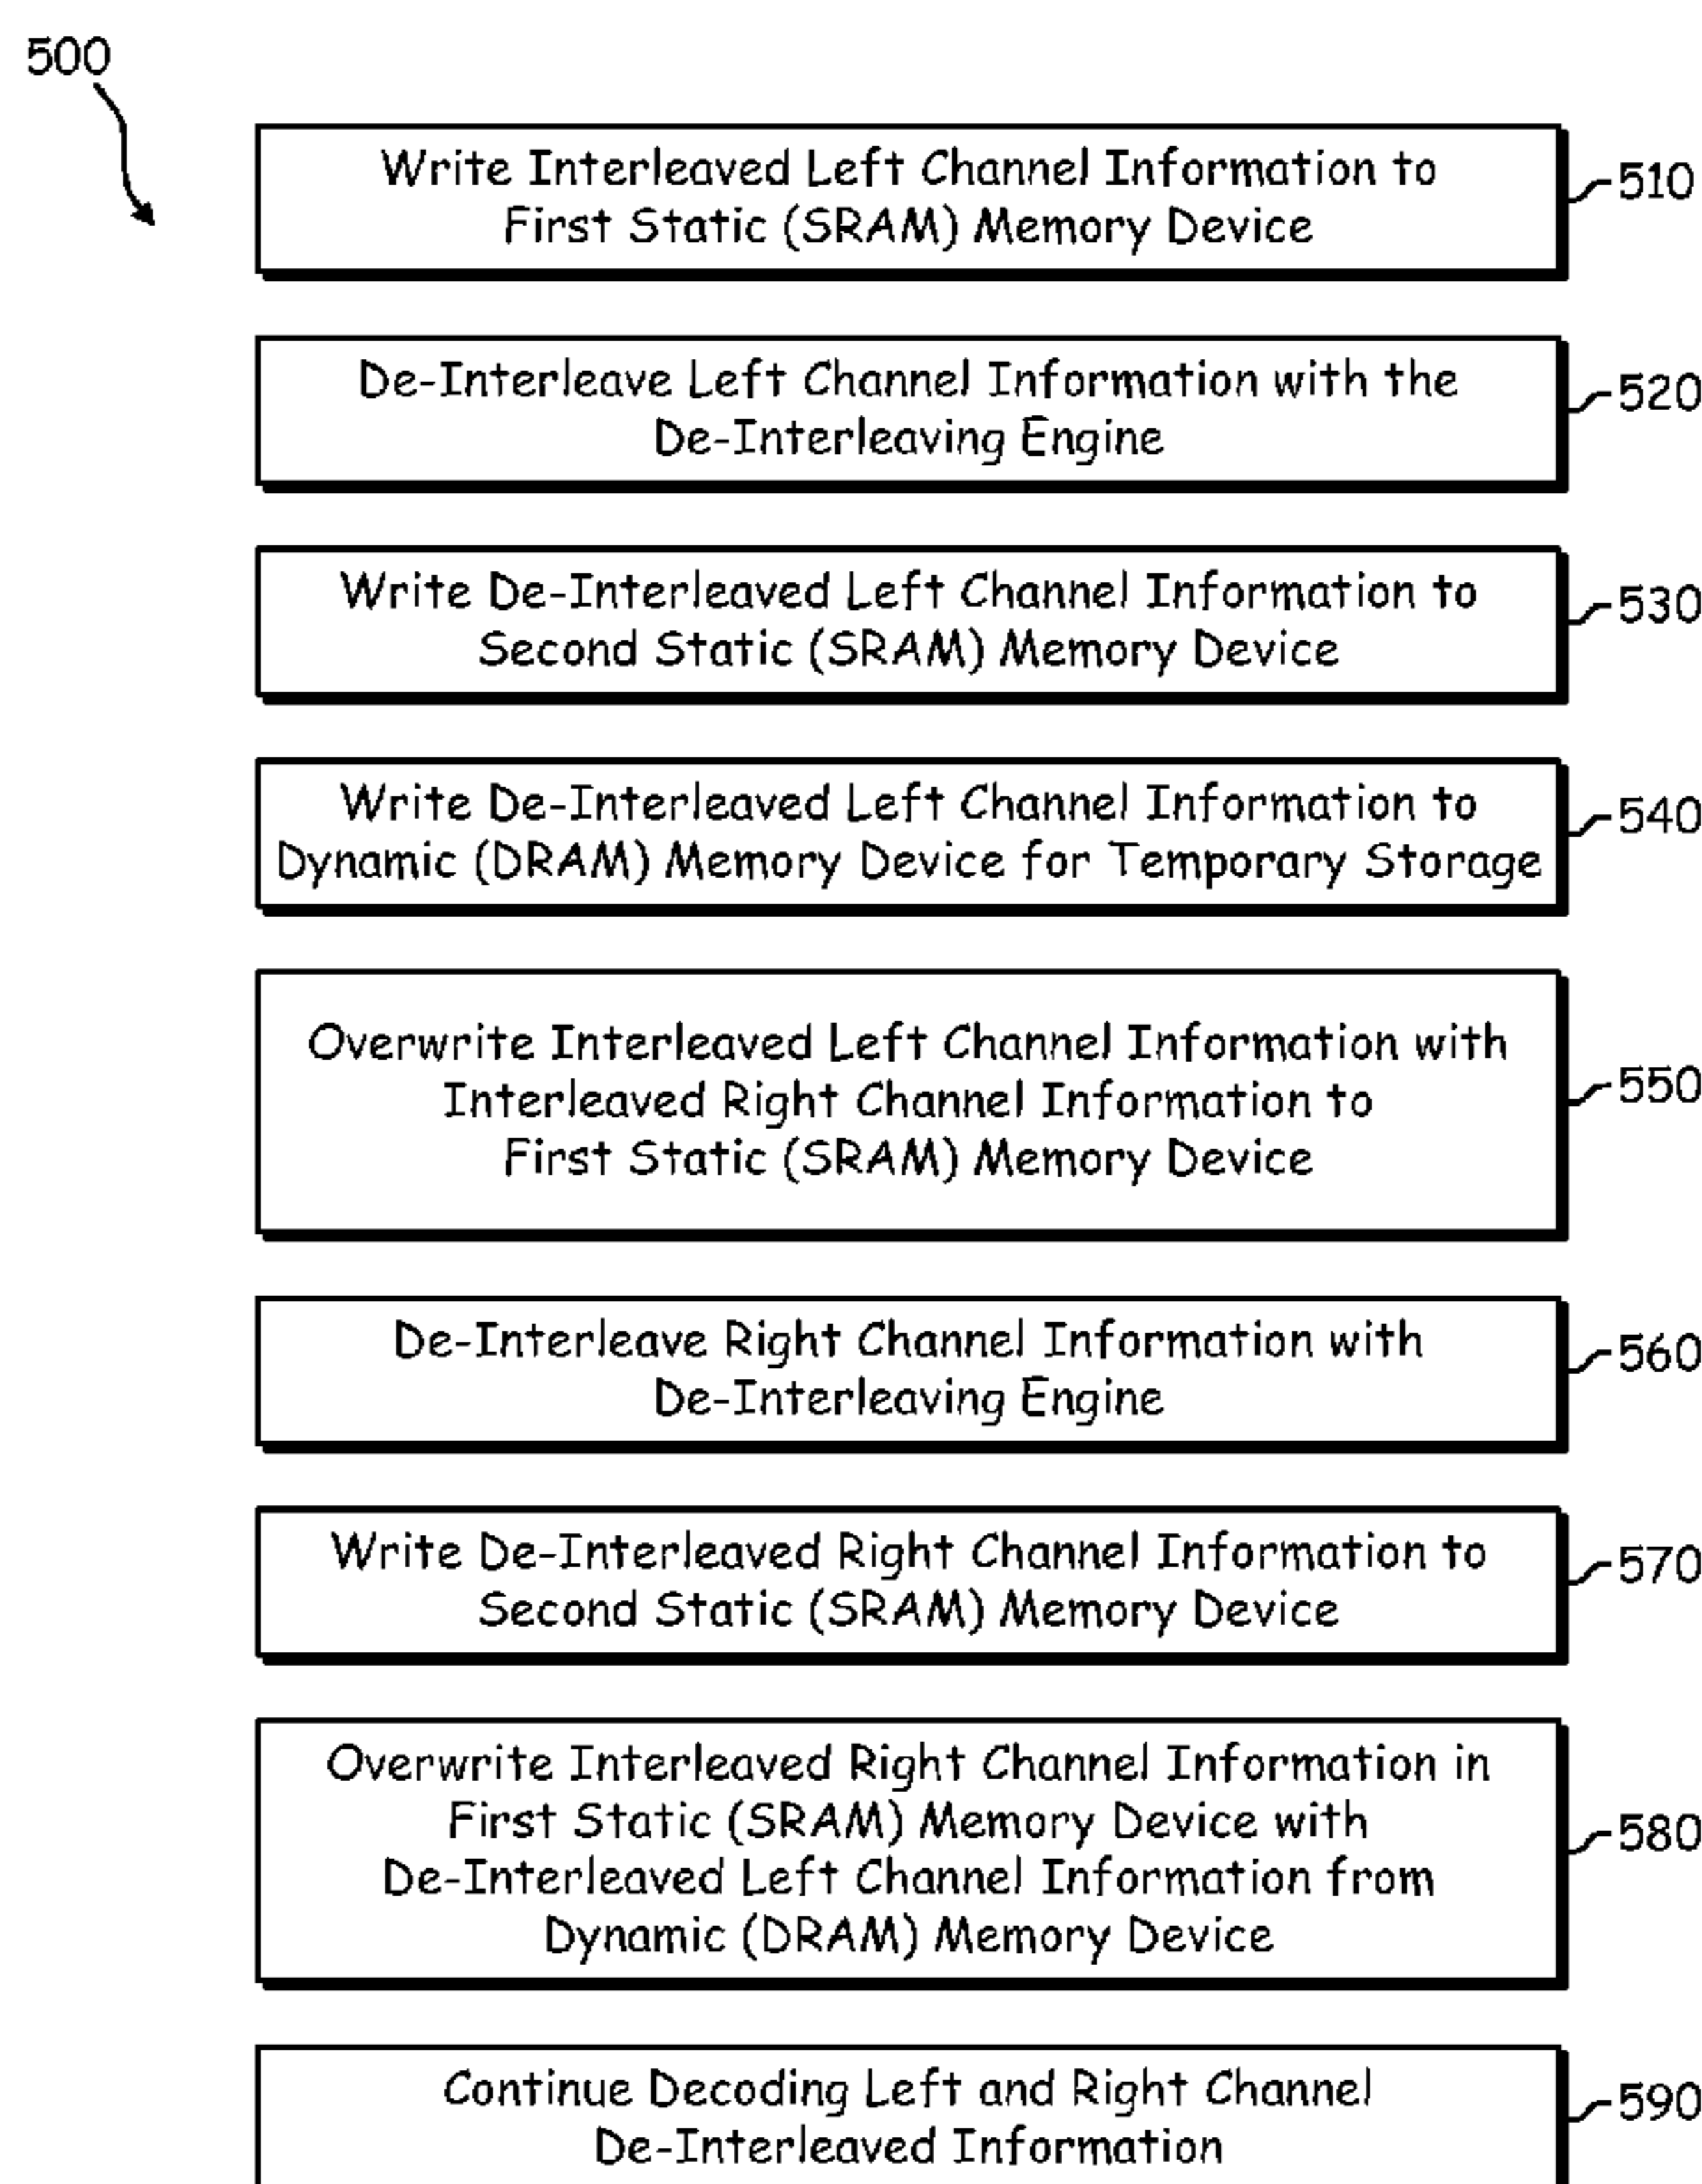 500
Write Interleaved Left Channel Information to
First Static (SRAM) Memory Device
510
De-Interleave Left Channel Information with the
De-Interleaving Engine
520
Write De-Interleaved Left Channel Information to
Second Static (SRAM) Memory Device
530
Write De-Interleaved Left Channel Information to
Dynamic (DRAM) Memory Device for Temporary Storage
540
Overwrite Interleaved Left Channel Information with
Interleaved Right Channel Information to
First Static (SRAM) Memory Device
550
De-Interleave Right Channel Information with
De-Interleaving Engine
560
Write De-Interleaved Right Channel Information to
Second Static (SRAM) Memory Device
570
Overwrite Interleaved Right Channel Information in
First Static (SRAM) Memory Device with
De-Interleaved Left Channel Information from
Dynamic (DRAM) Memory Device
580
Continue Decoding Left and Right Channel
De-Interleaved Information
590